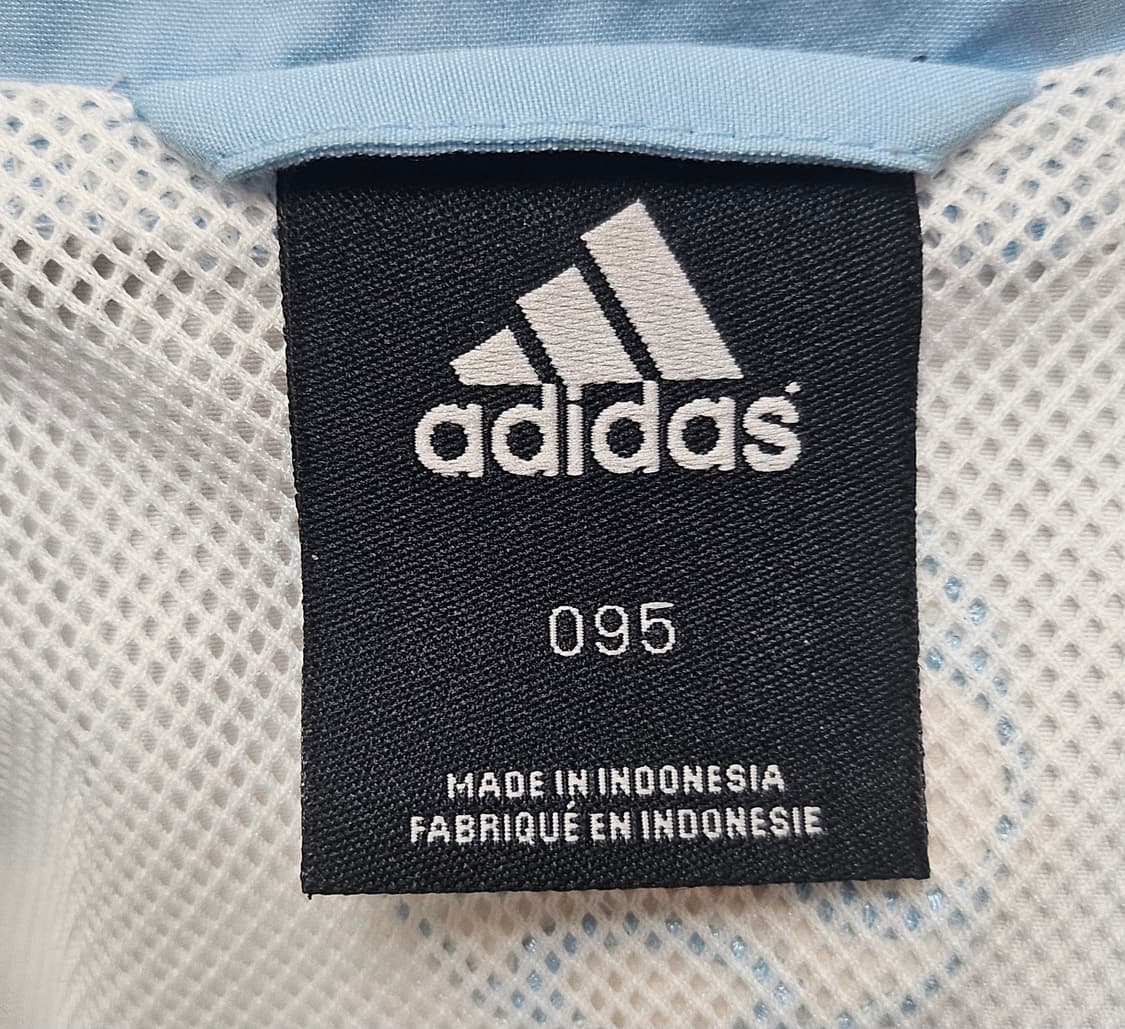 adidas
095
MADE IN INDONESIA
FABRIQUÉ EN INDONESIE